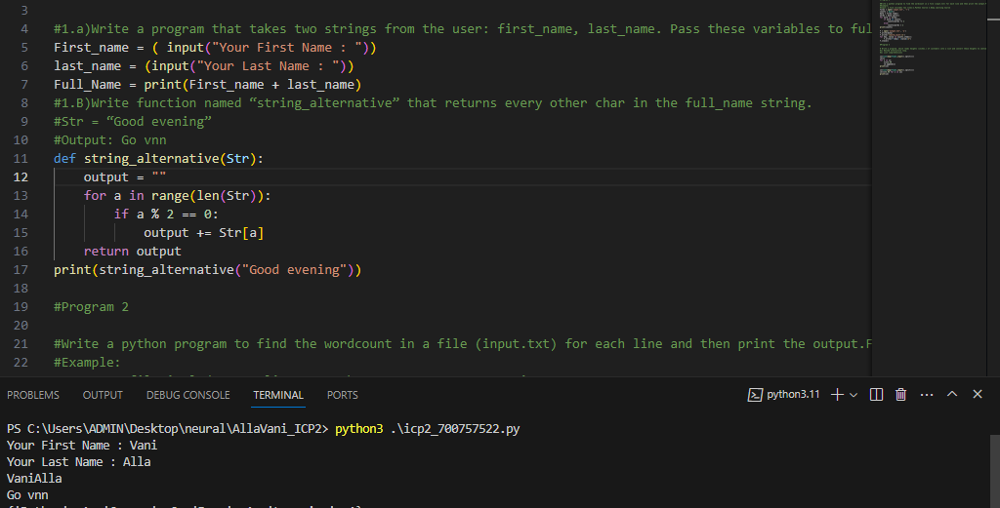 3
4 #1.a)Write a program that takes two strings from the user: first_name, last_name. Pass these variables to ful
5 First_name = ( input("Your First Name : "))
6 last_name = (input("Your Last Name : "))
7 Full_Name = print(First_name + last_name)
8 #1.B)Write function named “string_alternative” that returns every other char in the full_name string.
9 #Str = “Good evening”
10 #Output: Go vnn
11 def string_alternative(Str):
12 output = ""
13 for a in range(len(Str)):
14 if a % 2 == 0:
15 output += Str[a]
16 return output
17 print(string_alternative("Good evening"))
18
19 #Program 2
20
21 #Write a python program to find the wordcount in a file (input.txt) for each line and then print the output.F
22 #Example:
PROBLEMS OUTPUT DEBUG CONSOLE TERMINAL PORTS python3.11
PS C:\Users\ADMIN\Desktop\neural\AllaVani_ICP2> python3 .\icp2_700757522.py
Your First Name : Vani
Your Last Name : Alla
VaniAlla
Go vnn